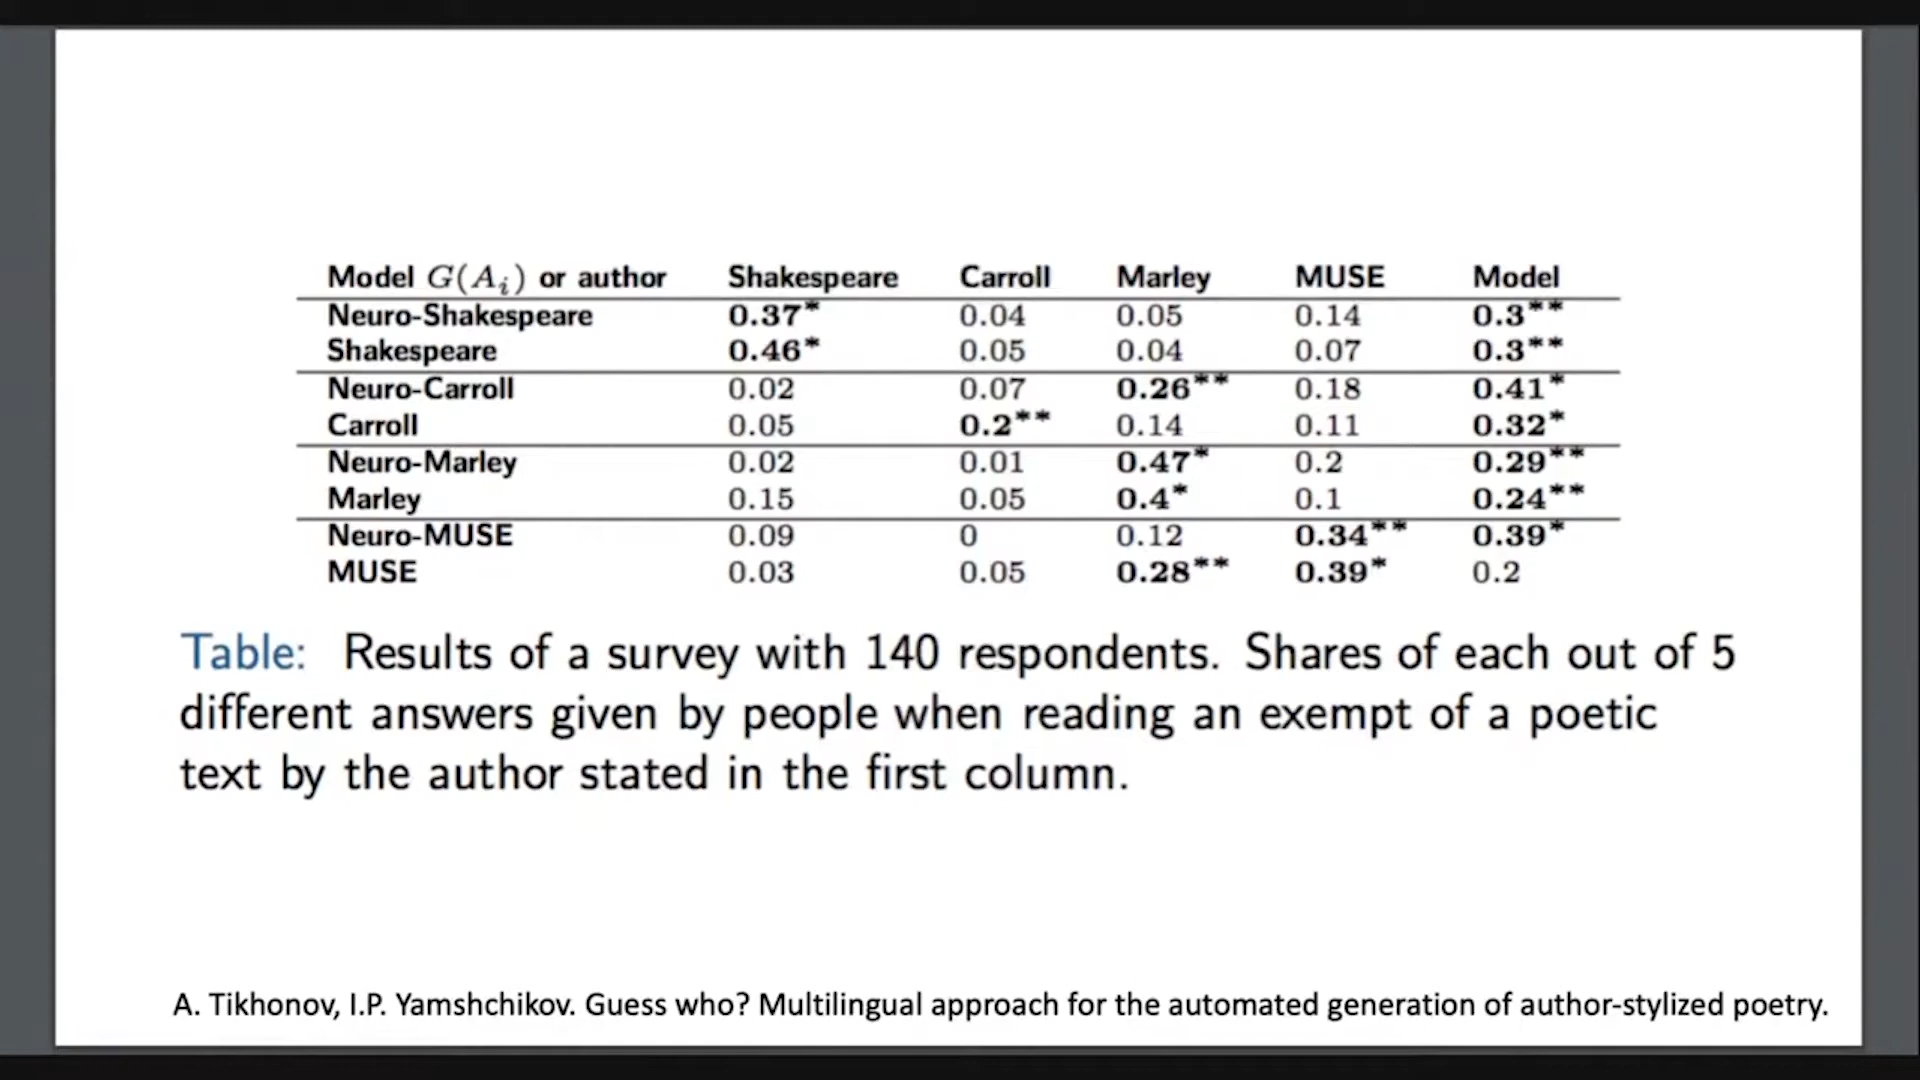 Model G(A_i) or author Shakespeare Carroll Marley MUSE Model
Neuro-Shakespeare 0.37* 0.04 0.05 0.14 0.3**
Shakespeare 0.46* 0.05 0.04 0.07 0.3**
Neuro-Carroll 0.02 0.07 0.26** 0.18 0.41*
Carroll 0.05 0.2** 0.14 0.11 0.32*
Neuro-Marley 0.02 0.01 0.47* 0.2 0.29**
Marley 0.15 0.05 0.4* 0.1 0.24**
Neuro-MUSE 0.09 0 0.12 0.34** 0.39*
MUSE 0.03 0.05 0.28** 0.39* 0.2
Table: Results of a survey with 140 respondents. Shares of each out of 5
different answers given by people when reading an exempt of a poetic
text by the author stated in the first column.
A. Tikhonov, I.P. Yamshchikov. Guess who? Multilingual approach for the automated generation of author-stylized poetry.